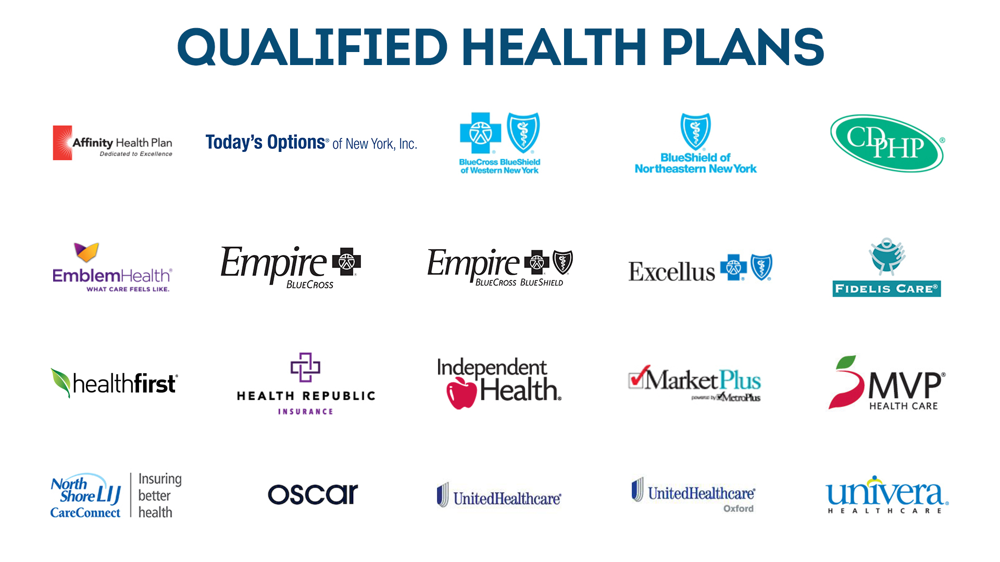 QUALIFIED HEALTH PLANS
Affinity Health Plan
Dedicated to Excellence
Today's Options® of New York, Inc.
BlueCross BlueShield
of Western New York
BlueShield of
Northeastern New York
CDPHP®
EmblemHealth®
WHAT CARE FEELS LIKE.
Empire
BLUECROSS
Empire
BLUECROSS BLUESHIELD
Excellus
FIDELIS CARE®
healthfirst®
HEALTH REPUBLIC
INSURANCE
Independent
Health®
MarketPlus
powered by MetroPlus
MVP®
HEALTH CARE
North
Shore LIJ
CareConnect
Insuring
better
health
oscar
UnitedHealthcare®
UnitedHealthcare®
Oxford
univera®
HEALTHCARE